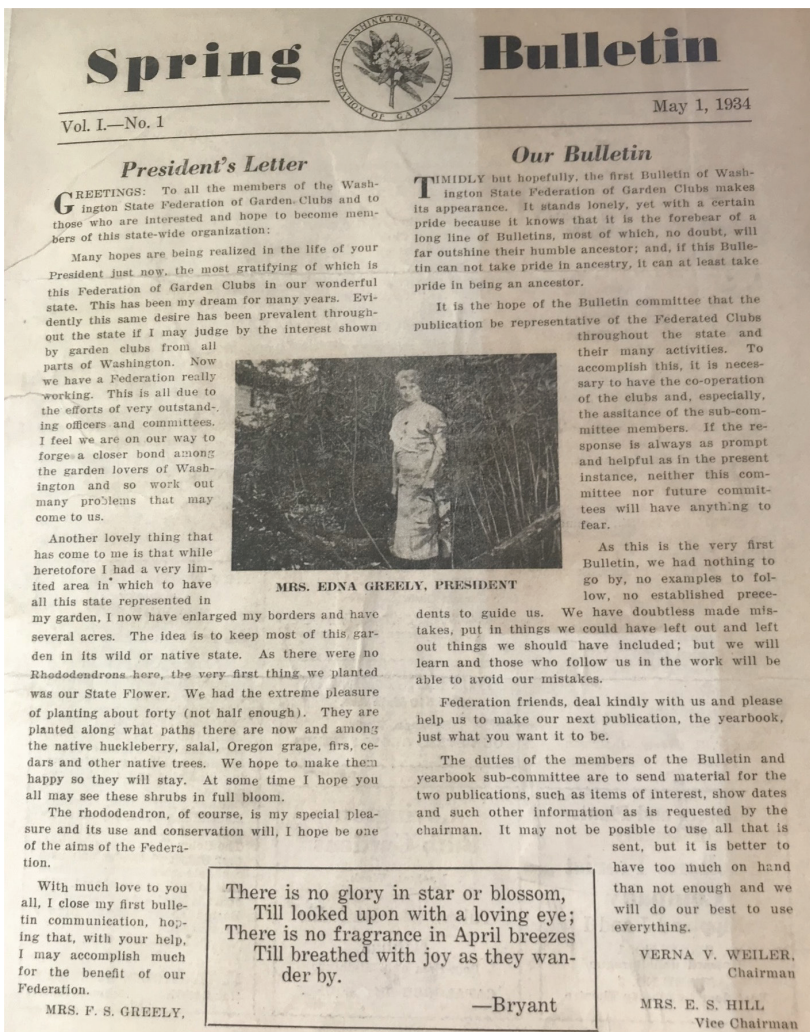 Spring Bulletin
WASHINGTON STATE
FEDERATION OF GARDEN CLUBS
Vol. I.—No. 1
May 1, 1934
President's Letter
GREETINGS: To all the members of the Wash-
ington State Federation of Garden Clubs and to
those who are interested and hope to become mem-
bers of this state-wide organization:
Many hopes are being realized in the life of your
President just now, the most gratifying of which is
this Federation of Garden Clubs in our wonderful
state. This has been my dream for many years. Evi-
dently this same desire has been prevalent through-
out the state if I may judge by the interest shown
by garden clubs from all
parts of Washington. Now
we have a Federation really
working. This is all due to
the efforts of very outstand-
ing officers and committees.
I feel we are on our way to
forge a closer bond among
the garden lovers of Wash-
ington and so work out
many problems that may
come to us.
Another lovely thing that
has come to me is that while
heretofore I had a very lim-
ited area in which to have
all this state represented in
my garden, I now have enlarged my borders and have
several acres. The idea is to keep most of this gar-
den in its wild or native state. As there were no
Rhododendrons here, the very first thing we planted
was our State Flower. We had the extreme pleasure
of planting about forty (not half enough). They are
planted along what paths there are now and among
the native huckleberry, salal, Oregon grape, firs, ce-
dars and other native trees. We hope to make them
happy so they will stay. At some time I hope you
all may see these shrubs in full bloom.
The rhododendron, of course, is my special plea-
sure and its use and conservation will, I hope be one
of the aims of the Federa-
tion.
With much love to you
all, I close my first bulle-
tin communication, hop-
ing that, with your help,
I may accomplish much
for the benefit of our
Federation.
MRS. F. S. GREELY,
MRS. EDNA GREELY, PRESIDENT
There is no glory in star or blossom,
Till looked upon with a loving eye;
There is no fragrance in April breezes
Till breathed with joy as they wan-
der by.
—Bryant
Our Bulletin
TIMIDLY but hopefully, the first Bulletin of Wash-
ington State Federation of Garden Clubs makes
its appearance. It stands lonely, yet with a certain
pride because it knows that it is the forebear of a
long line of Bulletins, most of which, no doubt, will
far outshine their humble ancestor; and, if this Bulle-
tin can not take pride in ancestry, it can at least take
pride in being an ancestor.
It is the hope of the Bulletin committee that the
publication be representative of the Federated Clubs
throughout the state and
their many activities. To
accomplish this, it is neces-
sary to have the co-operation
of the clubs and, especially,
the assitance of the sub-com-
mittee members. If the re-
sponse is always as prompt
and helpful as in the present
instance, neither this com-
mittee nor future commit-
tees will have anything to
fear.
As this is the very first
Bulletin, we had nothing to
go by, no examples to fol-
low, no established prece-
dents to guide us. We have doubtless made mis-
takes, put in things we could have left out and left
out things we should have included; but we will
learn and those who follow us in the work will be
able to avoid our mistakes.
Federation friends, deal kindly with us and please
help us to make our next publication, the yearbook,
just what you want it to be.
The duties of the members of the Bulletin and
yearbook sub-committee are to send material for the
two publications, such as items of interest, show dates
and such other information as is requested by the
chairman. It may not be posible to use all that is
sent, but it is better to
have too much on hand
than not enough and we
will do our best to use
everything.
VERNA V. WEILER,
Chairman
MRS. E. S. HILL
Vice Chairman